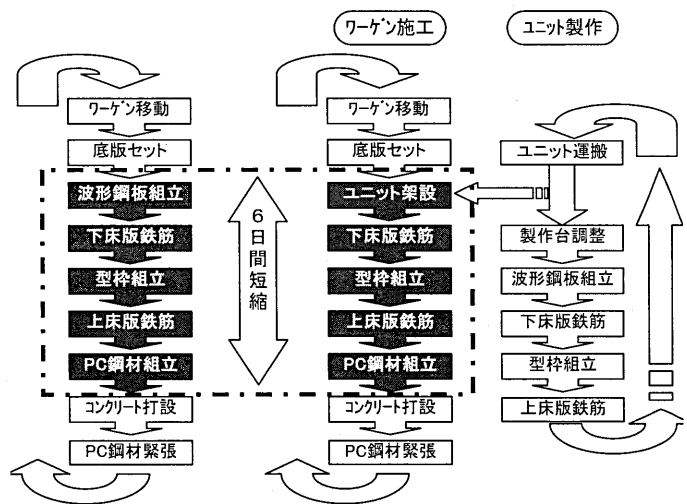 ワーゲン施工
ユニット製作
ワーゲン移動
底版セット
波形鋼板組立
下床版鉄筋
型枠組立
上床版鉄筋
PC鋼材組立
コンクリート打設
PC鋼材緊張
6日間短縮
ワーゲン移動
底版セット
ユニット架設
下床版鉄筋
型枠組立
上床版鉄筋
PC鋼材組立
コンクリート打設
PC鋼材緊張
ユニット運搬
製作台調整
波形鋼板組立
下床版鉄筋
型枠組立
上床版鉄筋